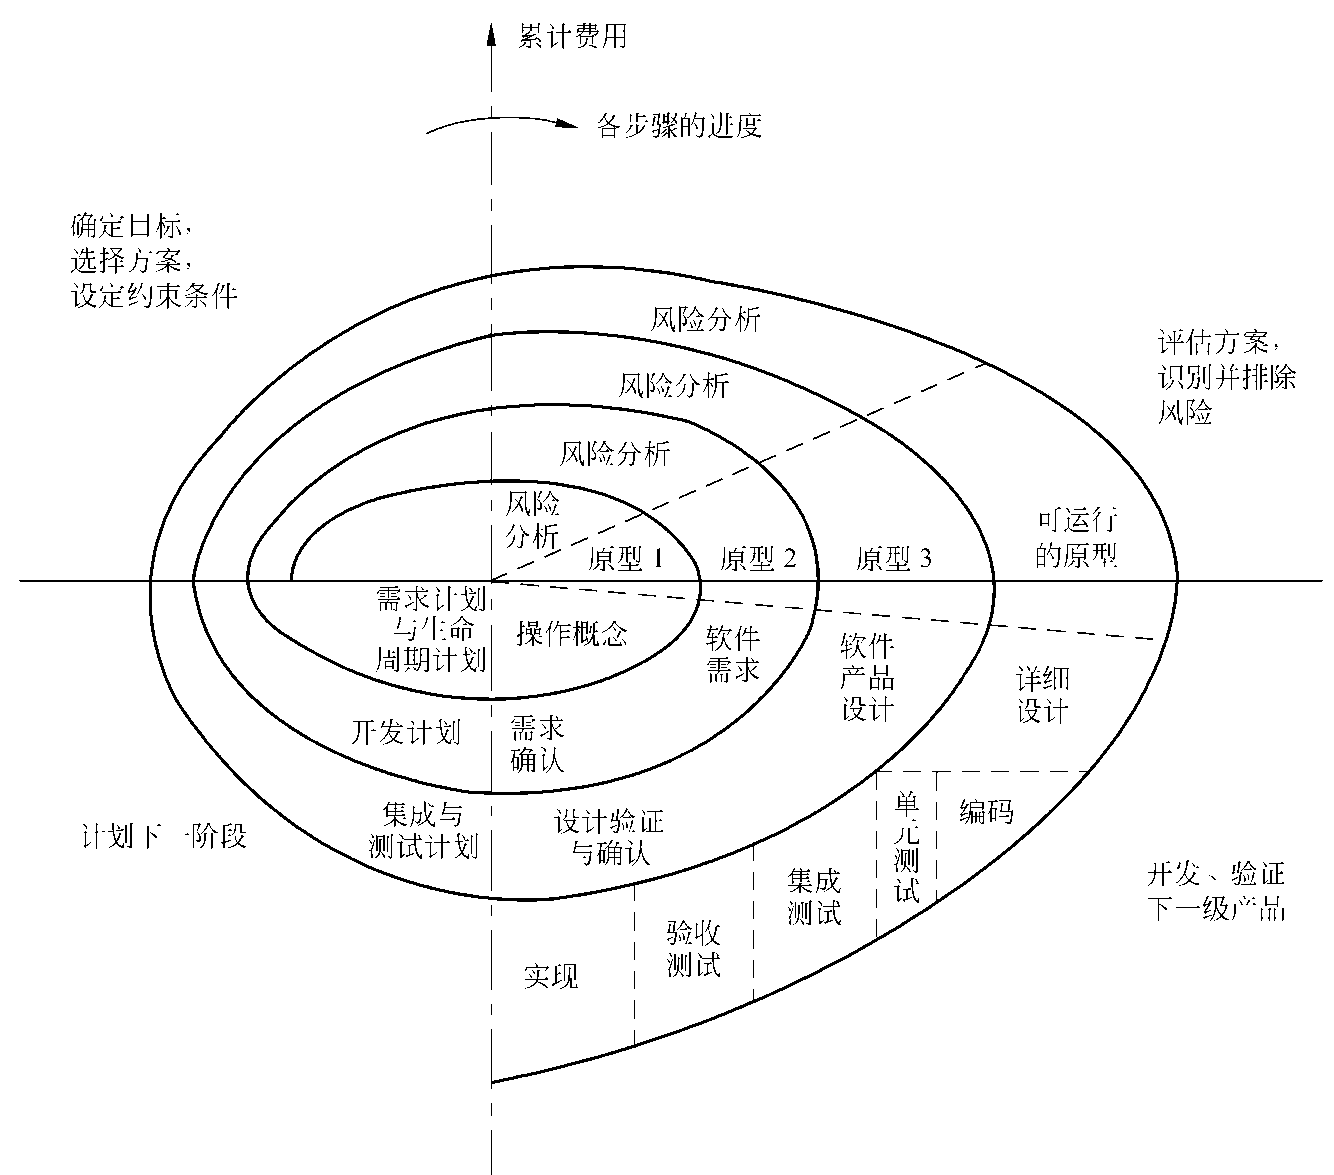 累计费用
各步骤的进度
确定目标，
选择方案，
设定约束条件
风险分析
评估方案，
识别并排除
风险
风险分析
风险分析
风险
分析
原型 1
原型 2
原型 3
可运行
的原型
需求计划
与生命
周期计划
操作概念
软件
需求
软件
产品
设计
详细
设计
开发计划
需求
确认
集成与
测试计划
设计验证
与确认
单
元
测
试
编码
计划下一阶段
集成
测试
开发、验证
下一级产品
验收
测试
实现